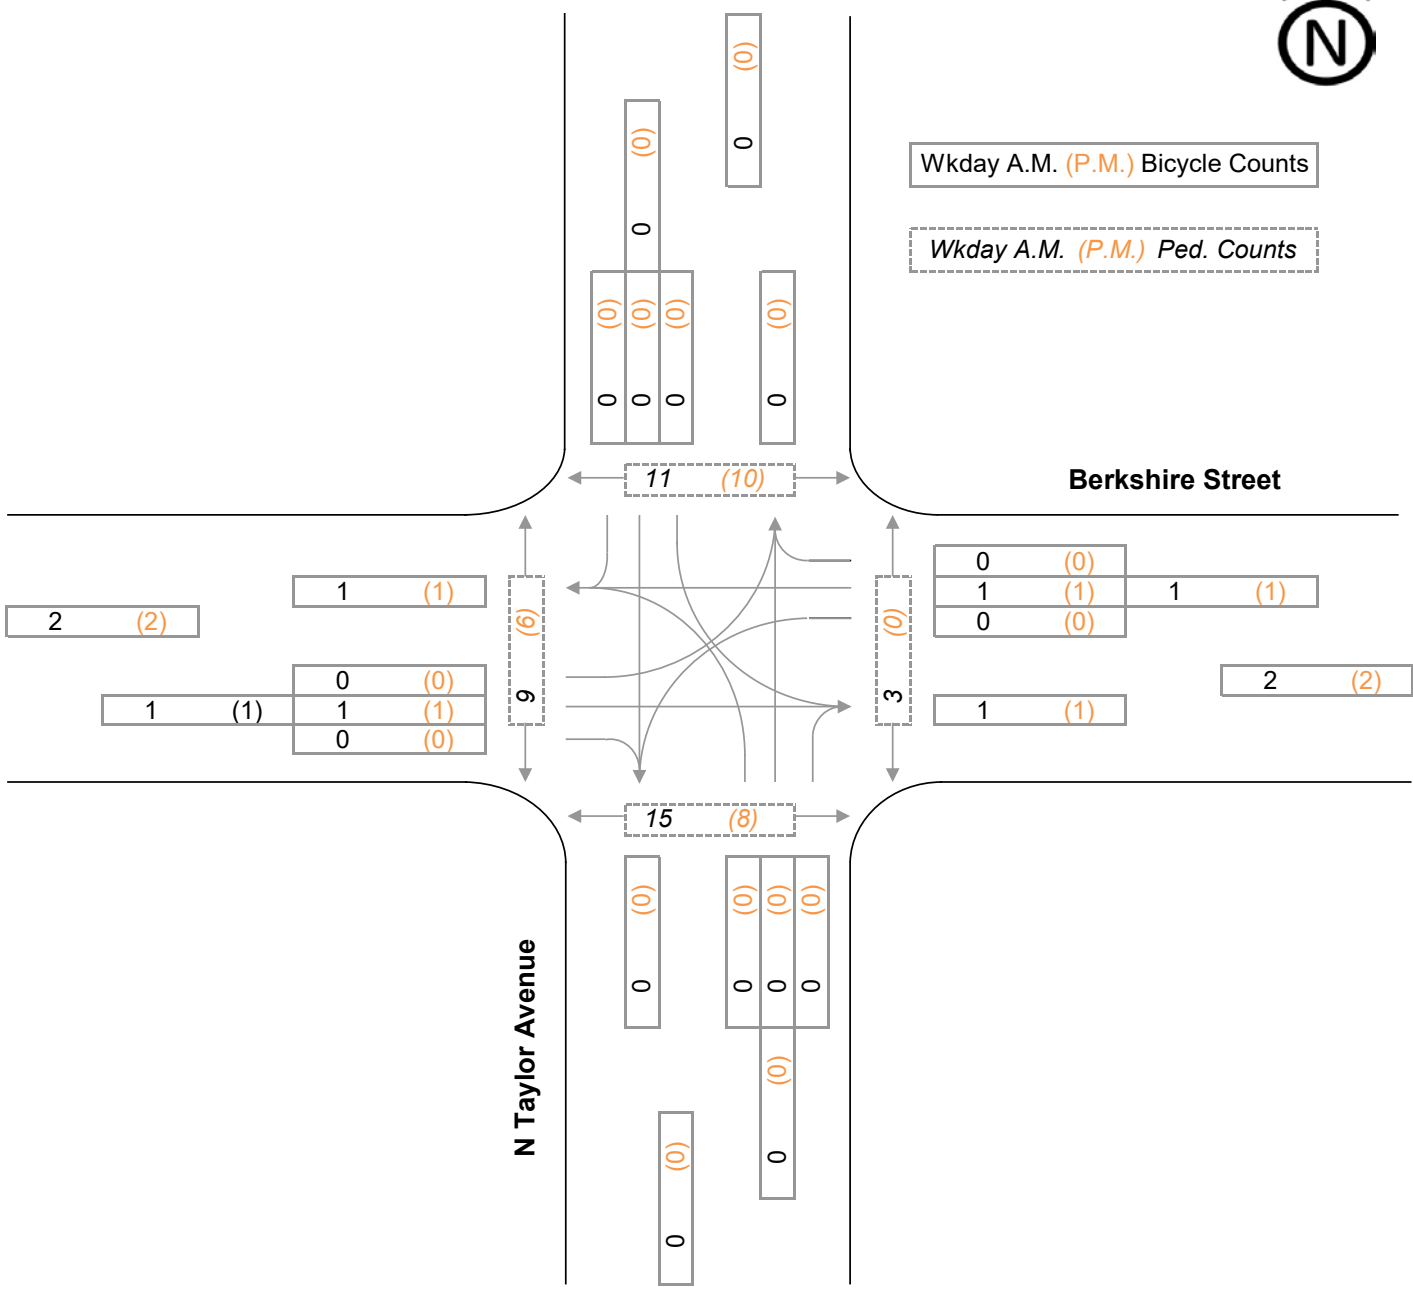 N
(0)
0
(0)
0
Wkday A.M. (P.M.) Bicycle Counts
Wkday A.M. (P.M.) Ped. Counts
(0) (0) (0) (0)
0 0 0 0
11 (10)
Berkshire Street
0 (0)
1 (1)
1 (1) 1 (1)
2 (2)
(6)
(0)
0 (0)
0 (0)
2 (2)
9
3
1 (1) 1 (1)
1 (1)
0 (0)
15 (8)
(0) (0) (0) (0)
0 0 0 0
N Taylor Avenue
(0)
(0)
0
0